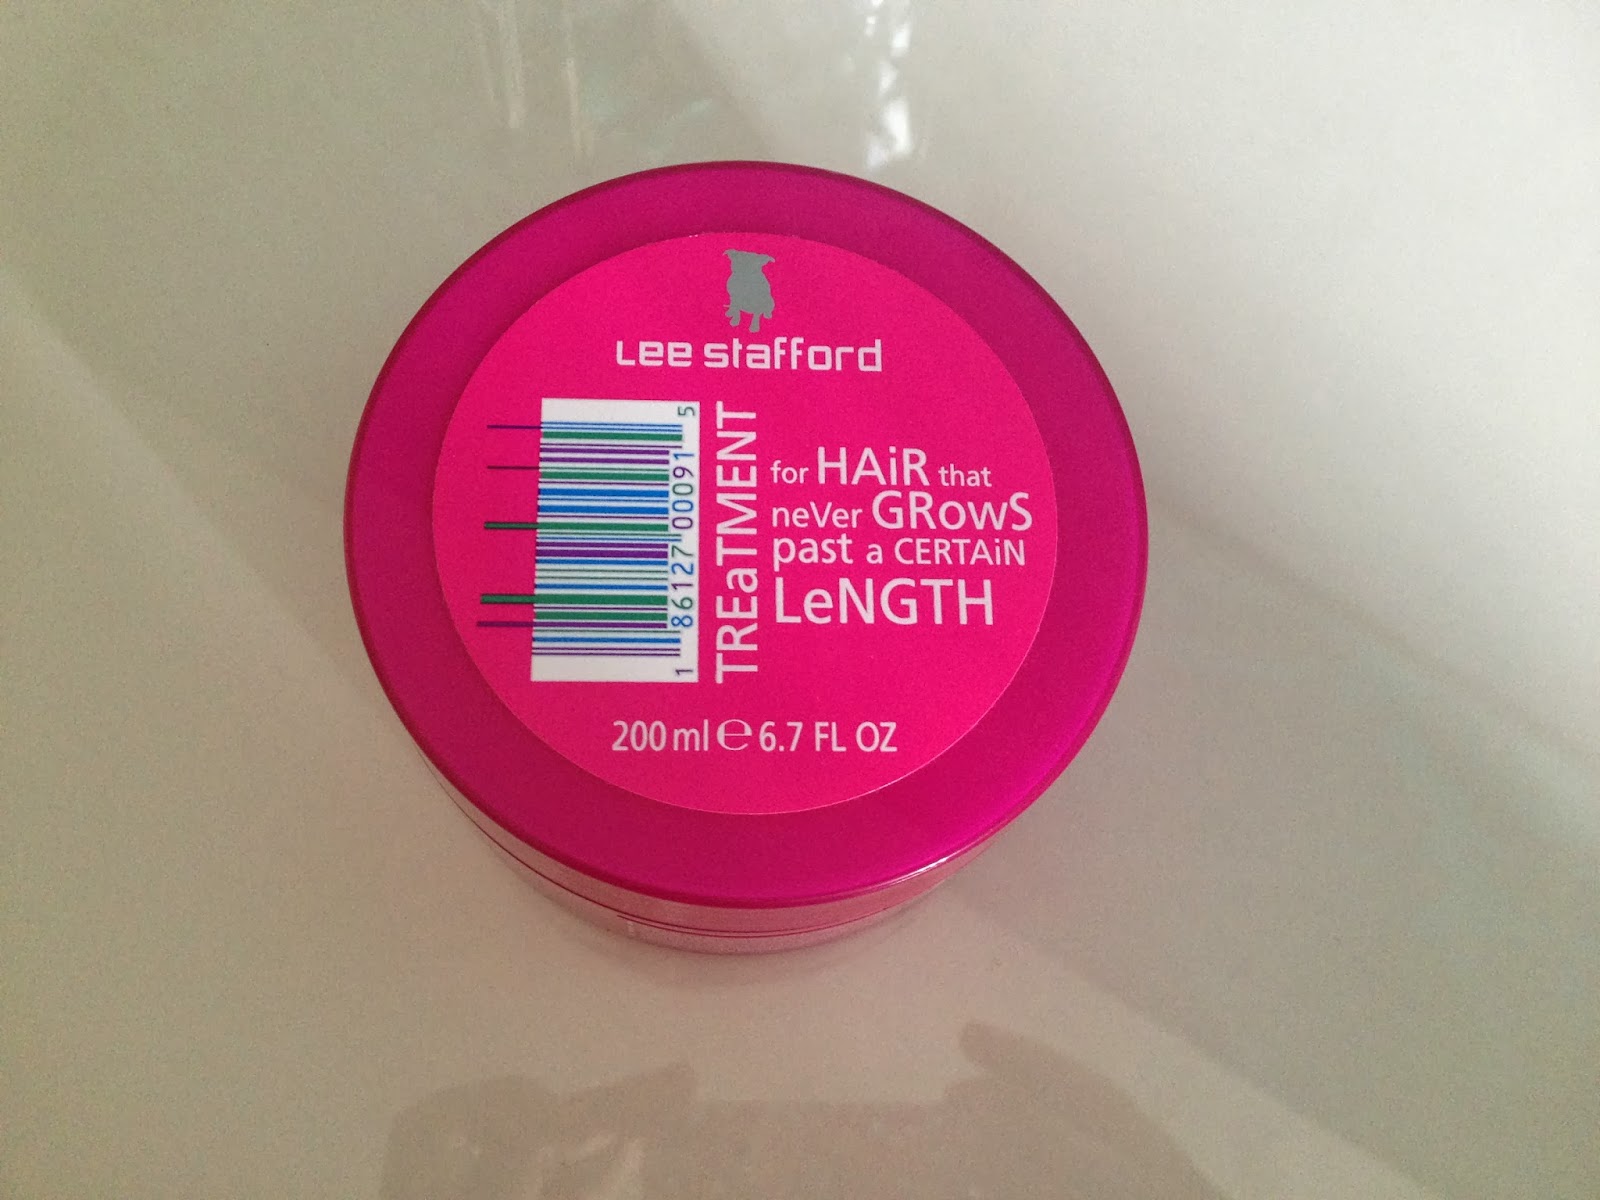 Lee Stafford
TREaTMENT
for HAiR that
neVer GRowS
past a CERTAiN
LeNGTH
1 86127 00091 5
200 ml e 6.7 FL OZ